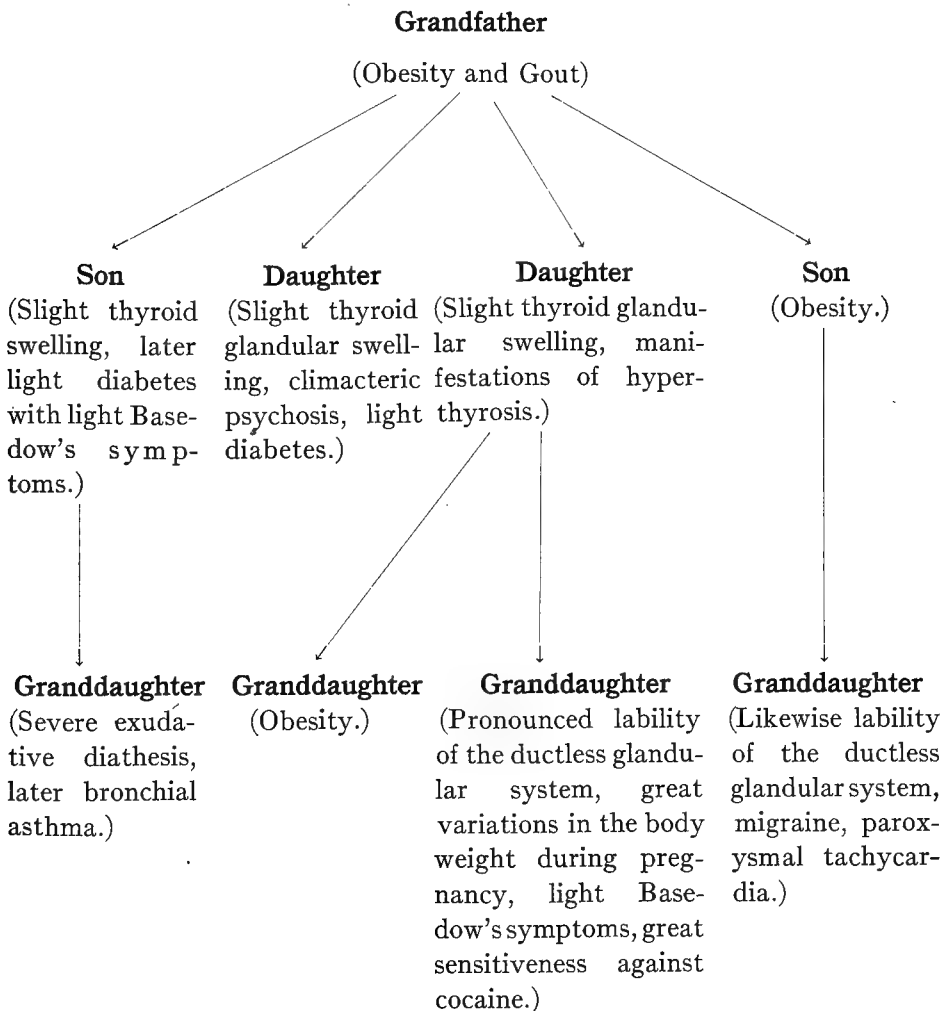 Grandfather
(Obesity and Gout)
Son
(Slight thyroid
swelling, later
light diabetes
with light Base-
dow's symp-
toms.)
Daughter
(Slight thyroid
glandular swell-
ing, climacteric
psychosis, light
diabetes.)
Daughter
(Slight thyroid glandu-
lar swelling, mani-
festations of hyper-
thyrosis.)
Son
(Obesity.)
Granddaughter
(Severe exuda-
tive diathesis,
later bronchial
asthma.)
Granddaughter
(Obesity.)
Granddaughter
(Pronounced lability
of the ductless glandu-
lar system, great
variations in the body
weight during preg-
nancy, light Base-
dow's symptoms, great
sensitiveness against
cocaine.)
Granddaughter
(Likewise lability
of the ductless
glandular system,
migraine, parox-
ysmal tachycar-
dia.)